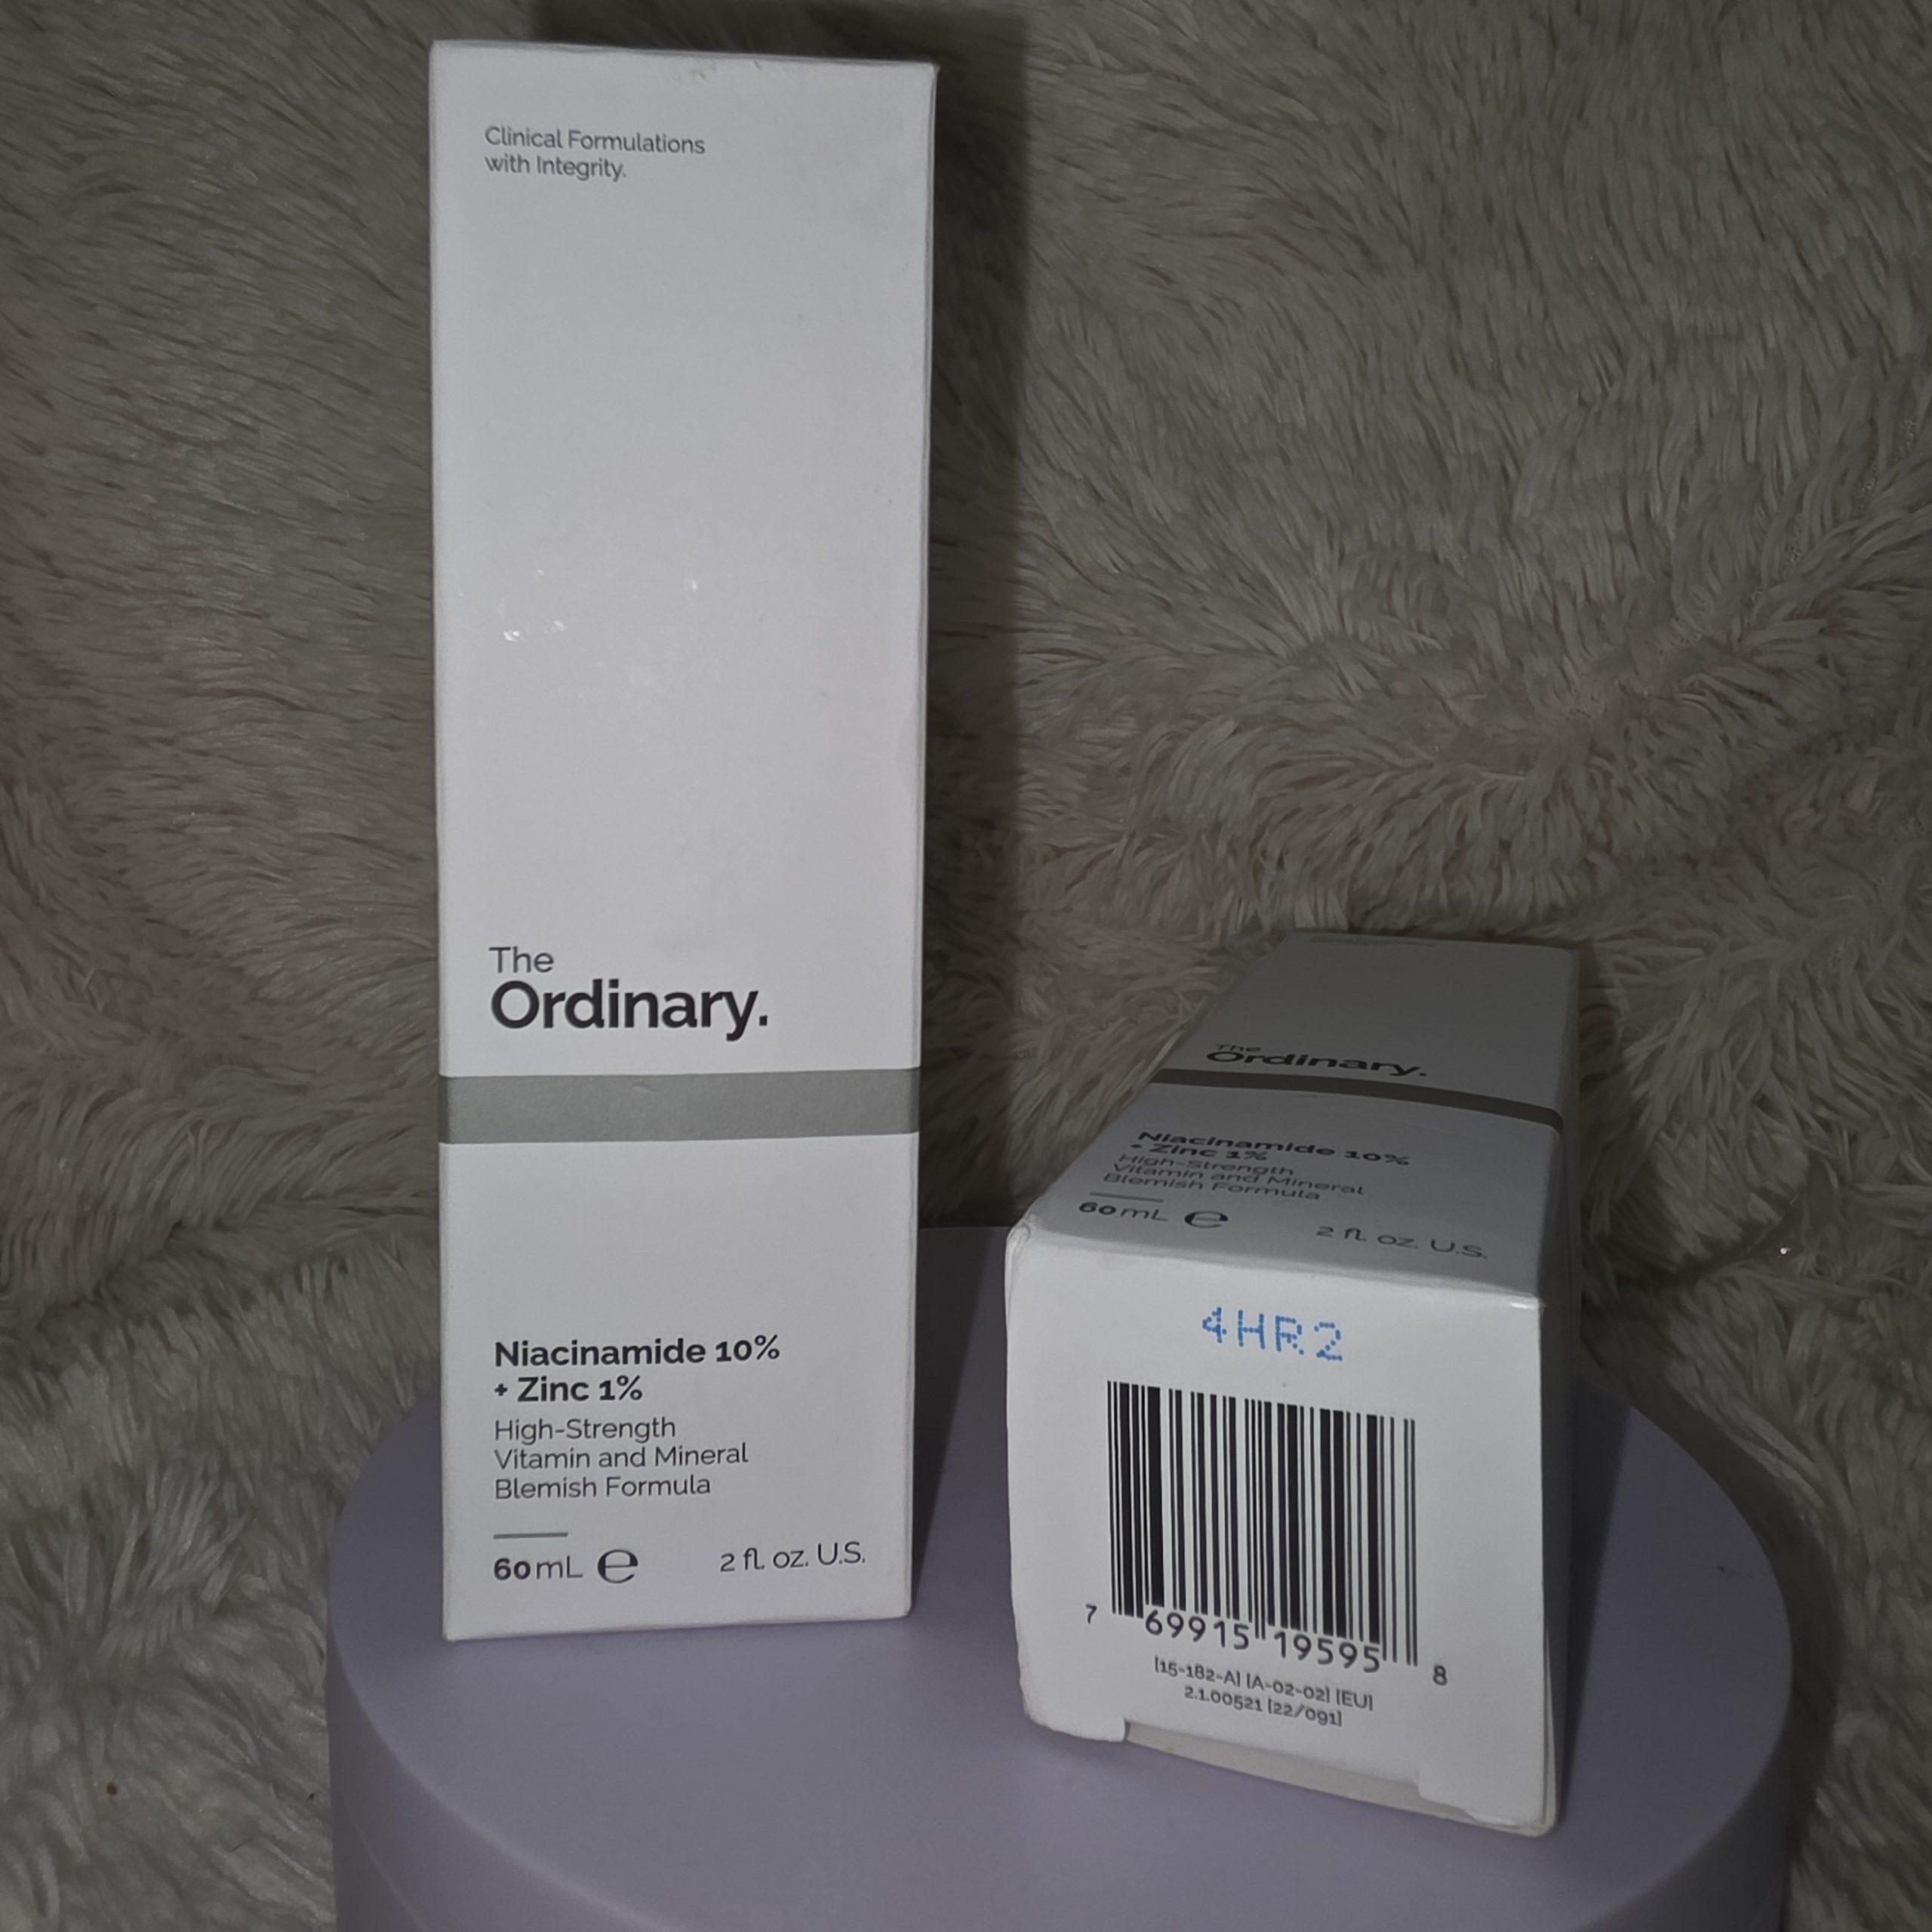 Clinical Formulations
with Integrity.
The
Ordinary.
Niacinamide 10%
+ Zinc 1%
High-Strength
Vitamin and Mineral
Blemish Formula
60mL ℮ 2 fl. oz. U.S.
The
Ordinary.
Niacinamide 10%
+ Zinc 1%
High-Strength
Vitamin and Mineral
Blemish Formula
60mL ℮ 2 fl. oz. U.S.
4HR2
7 69915 19595 8
[15-182-A] [A-02-02] [EU]
2.1.00521 [22/091]